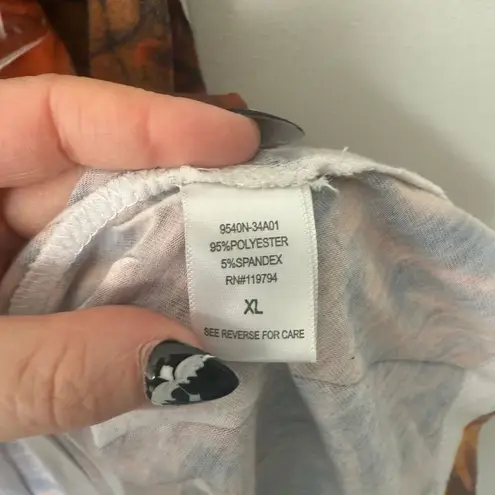 9540N-34A01
95%POLYESTER
5%SPANDEX
RN#119794
XL
SEE REVERSE FOR CARE